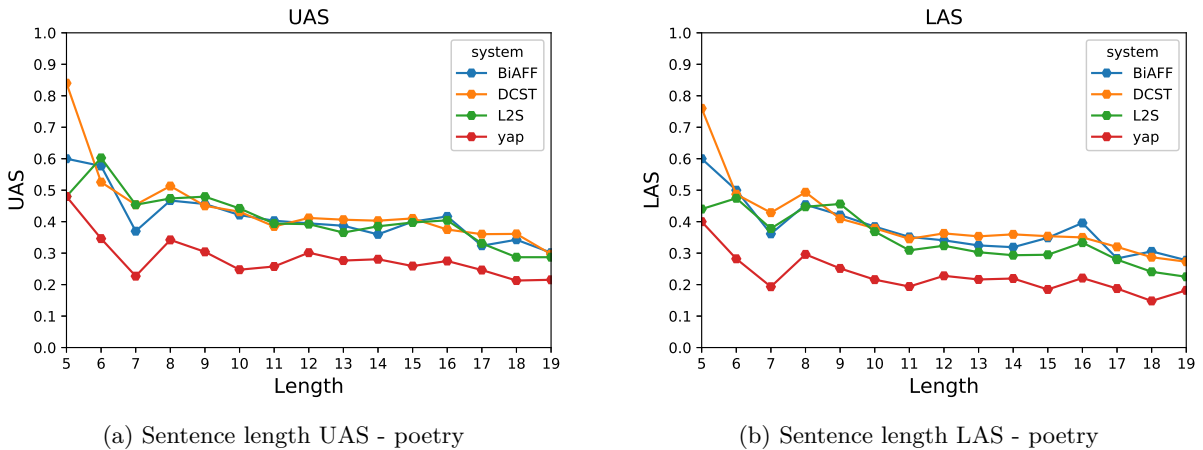 UAS
1.0
0.9
0.8
0.7
0.6
0.5
0.4
0.3
0.2
0.1
0.0
UAS
system
BiAFF
DCST
L2S
yap
5 6 7 8 9 10 11 12 13 14 15 16 17 18 19
Length
(a) Sentence length UAS - poetry
LAS
1.0
0.9
0.8
0.7
0.6
0.5
0.4
0.3
0.2
0.1
0.0
LAS
system
BiAFF
DCST
L2S
yap
5 6 7 8 9 10 11 12 13 14 15 16 17 18 19
Length
(b) Sentence length LAS - poetry